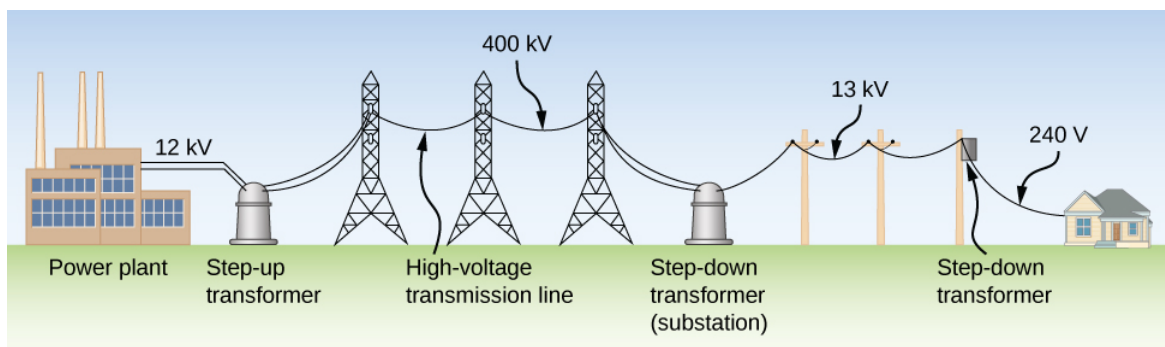 400 kV
13 kV
12 kV
240 V
Power plant
Step-up
transformer
High-voltage
transmission line
Step-down
transformer
(substation)
Step-down
transformer